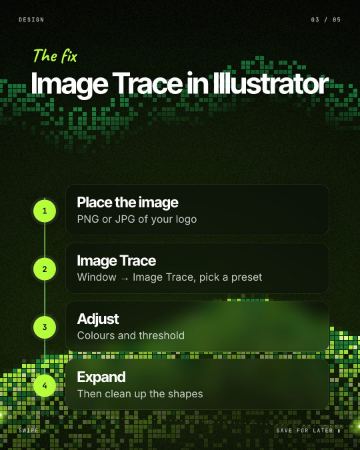 DESIGN
03 / 05
The fix
Image Trace in Illustrator
1
Place the image
PNG or JPG of your logo
2
Image Trace
Window → Image Trace, pick a preset
3
Adjust
Colours and threshold
4
Expand
Then clean up the shapes
SWIPE
SAVE FOR LATER